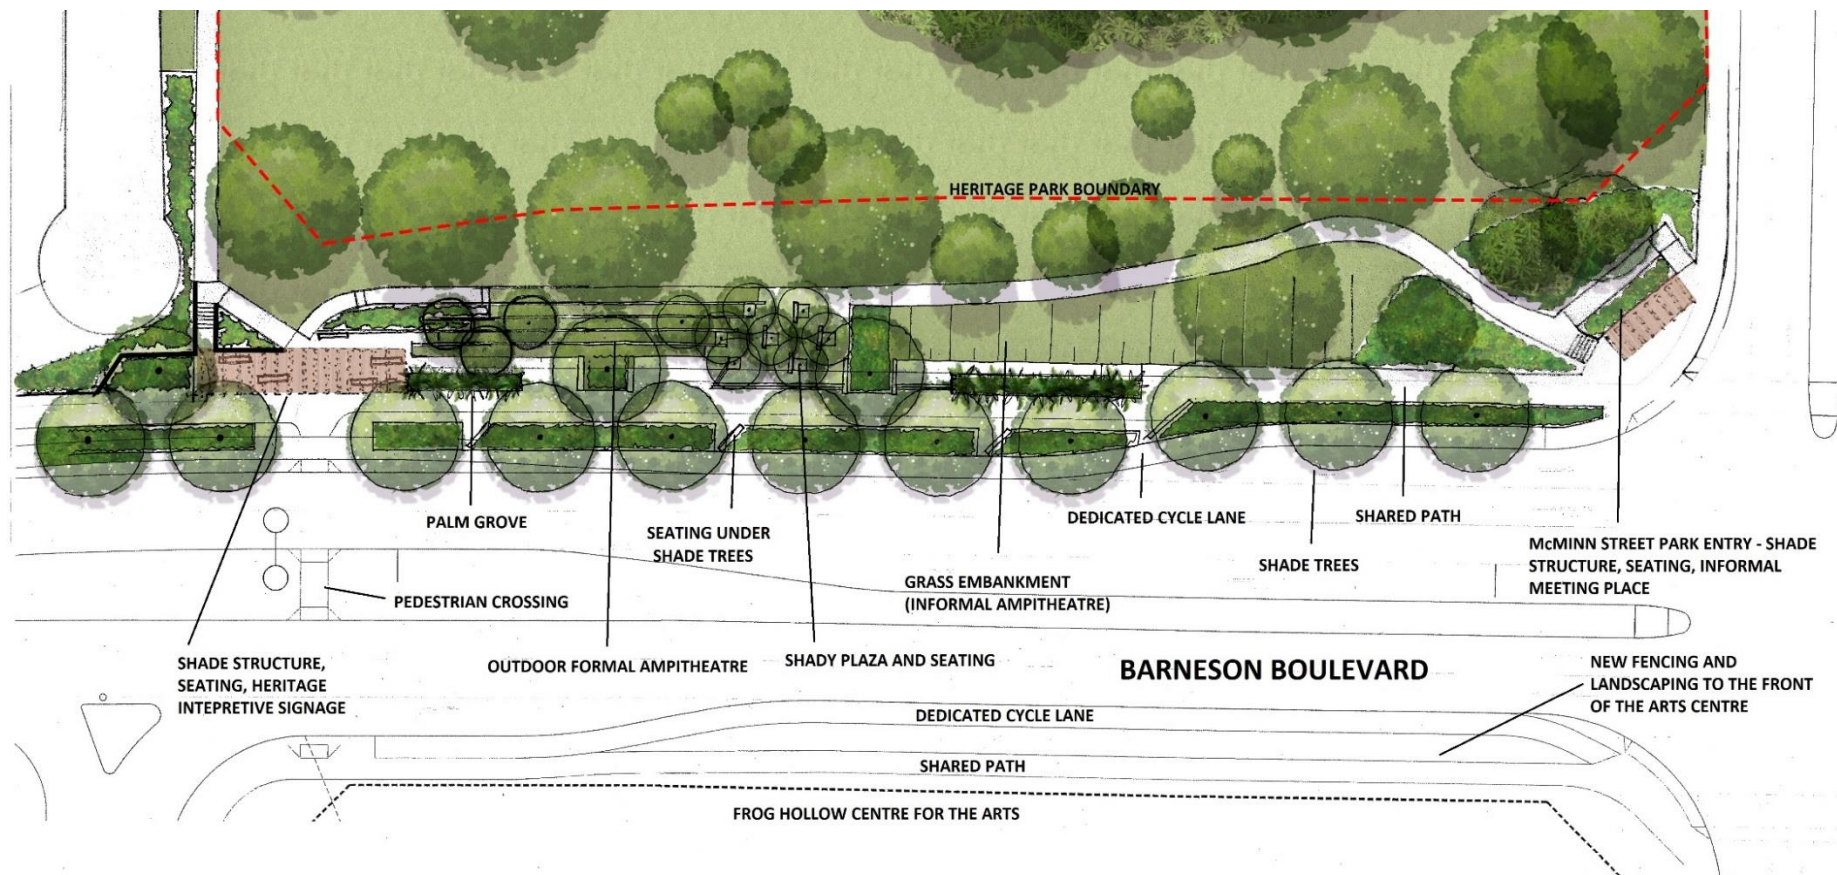 HERITAGE PARK BOUNDARY
PALM GROVE
SEATING UNDER
SHADE TREES
DEDICATED CYCLE LANE
SHARED PATH
SHADE TREES
McMINN STREET PARK ENTRY - SHADE
STRUCTURE, SEATING, INFORMAL
MEETING PLACE
GRASS EMBANKMENT
(INFORMAL AMPITHEATRE)
PEDESTRIAN CROSSING
SHADE STRUCTURE,
SEATING, HERITAGE
INTEPRETIVE SIGNAGE
OUTDOOR FORMAL AMPITHEATRE
SHADY PLAZA AND SEATING
BARNESON BOULEVARD
NEW FENCING AND
LANDSCAPING TO THE FRONT
OF THE ARTS CENTRE
DEDICATED CYCLE LANE
SHARED PATH
FROG HOLLOW CENTRE FOR THE ARTS